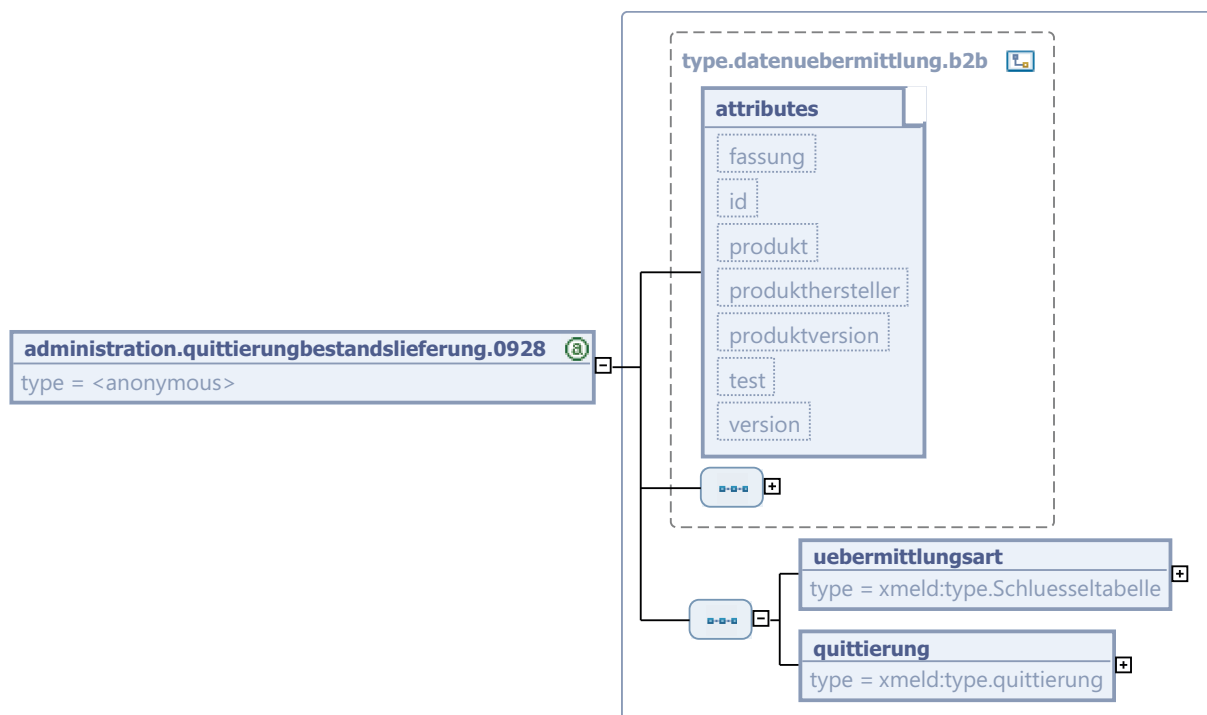 type.datenuebermittlung.b2b
attributes
fassung
id
produkt
produkthersteller
produktversion
test
version
administration.quittierungbestandslieferung.0928
type = <anonymous>
uebermittlungsart
type = xmeld:type.Schluesseltabelle
quittierung
type = xmeld:type.quittierung